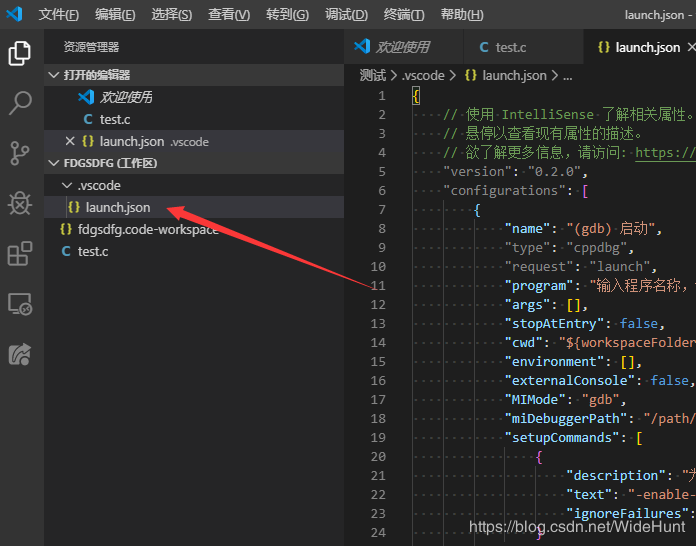 文件(F) 编辑(E) 选择(S) 查看(V) 转到(G) 调试(D) 终端(T) 帮助(H) launch.json
资源管理器
打开的编辑器
欢迎使用
test.c
launch.json .vscode
FDGSDFG (工作区)
.vscode
launch.json
fdgsdfg.code-workspace
test.c
欢迎使用 test.c launch.json
测试 > .vscode > {} launch.json > ...
1 {
2 // 使用 IntelliSense 了解相关属性。
3 // 悬停以查看现有属性的描述。
4 // 欲了解更多信息，请访问: https://
5 "version": "0.2.0",
6 "configurations": [
7 {
8 "name": "(gdb) 启动",
9 "type": "cppdbg",
10 "request": "launch",
11 "program": "输入程序名称，
12 "args": [],
13 "stopAtEntry": false,
14 "cwd": "${workspaceFolder
15 "environment": [],
16 "externalConsole": false,
17 "MIMode": "gdb",
18 "miDebuggerPath": "/path/
19 "setupCommands": [
20 {
21 "description": "为
22 "text": "-enable-
23 "ignoreFailures":
24 }
https://blog.csdn.net/WideHunt